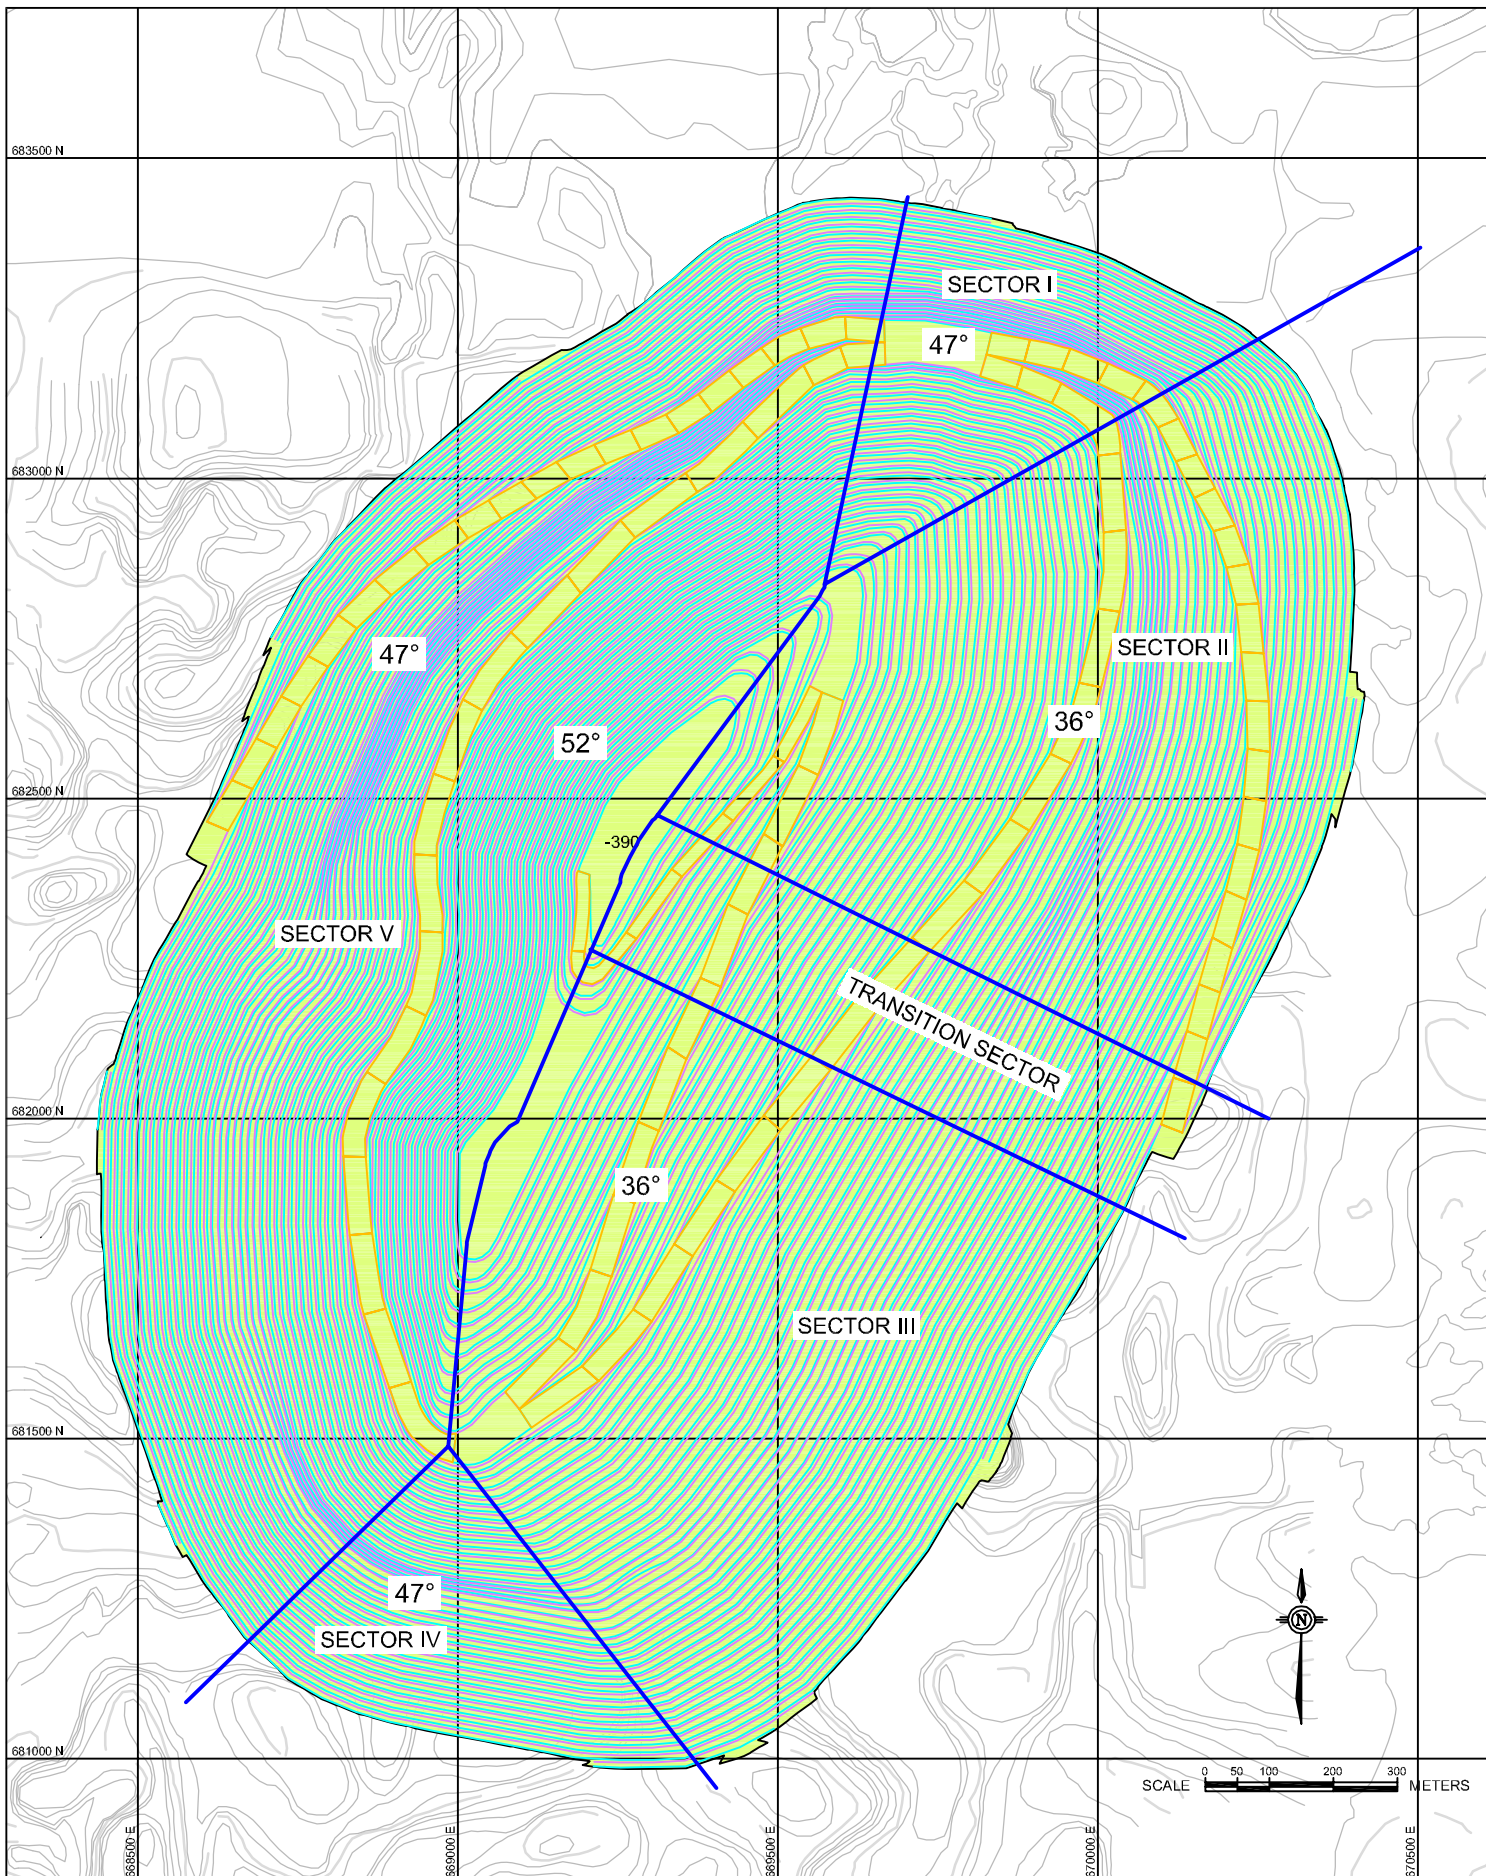 683500 N
SECTOR I
47°
683000 N
47°
SECTOR II
36°
52°
682500 N
-390
SECTOR V
TRANSITION SECTOR
682000 N
36°
SECTOR III
681500 N
47°
SECTOR IV
N
681000 N
0 50 100 200 300
SCALE METERS
668500 E
669000 E
669500 E
670000 E
670500 E